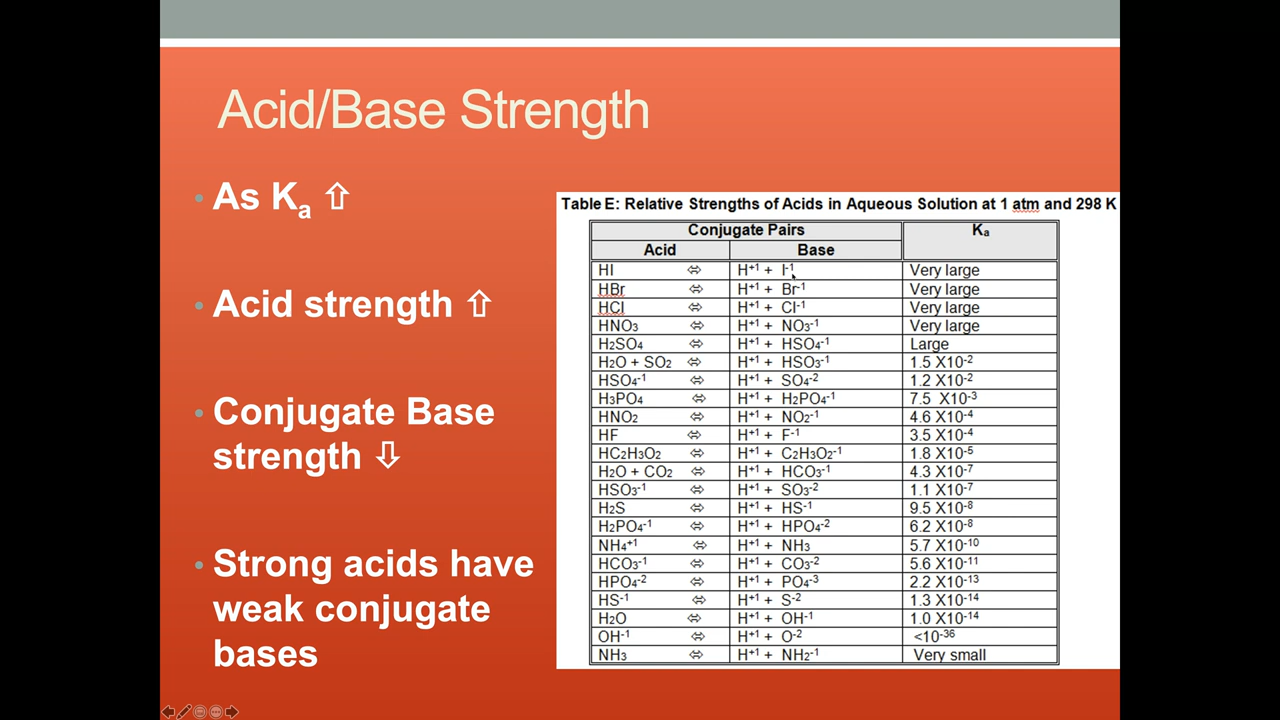 Acid/Base Strength
• As Kₐ ⇧
• Acid strength ⇧
• Conjugate Base
strength ⇩
• Strong acids have
weak conjugate
bases
Table E: Relative Strengths of Acids in Aqueous Solution at 1 atm and 298 K
Conjugate Pairs Kₐ
Acid Base
HI ⇔ H⁺¹ + I⁻¹ Very large
HBr ⇔ H⁺¹ + Br⁻¹ Very large
HCl ⇔ H⁺¹ + Cl⁻¹ Very large
HNO₃ ⇔ H⁺¹ + NO₃⁻¹ Very large
H₂SO₄ ⇔ H⁺¹ + HSO₄⁻¹ Large
H₂O + SO₂ ⇔ H⁺¹ + HSO₃⁻¹ 1.5 X10⁻²
HSO₄⁻¹ ⇔ H⁺¹ + SO₄⁻² 1.2 X10⁻²
H₃PO₄ ⇔ H⁺¹ + H₂PO₄⁻¹ 7.5 X10⁻³
HNO₂ ⇔ H⁺¹ + NO₂⁻¹ 4.6 X10⁻⁴
HF ⇔ H⁺¹ + F⁻¹ 3.5 X10⁻⁴
HC₂H₃O₂ ⇔ H⁺¹ + C₂H₃O₂⁻¹ 1.8 X10⁻⁵
H₂O + CO₂ ⇔ H⁺¹ + HCO₃⁻¹ 4.3 X10⁻⁷
HSO₃⁻¹ ⇔ H⁺¹ + SO₃⁻² 1.1 X10⁻⁷
H₂S ⇔ H⁺¹ + HS⁻¹ 9.5 X10⁻⁸
H₂PO₄⁻¹ ⇔ H⁺¹ + HPO₄⁻² 6.2 X10⁻⁸
NH₄⁺¹ ⇔ H⁺¹ + NH₃ 5.7 X10⁻¹⁰
HCO₃⁻¹ ⇔ H⁺¹ + CO₃⁻² 5.6 X10⁻¹¹
HPO₄⁻² ⇔ H⁺¹ + PO₄⁻³ 2.2 X10⁻¹³
HS⁻¹ ⇔ H⁺¹ + S⁻² 1.3 X10⁻¹⁴
H₂O ⇔ H⁺¹ + OH⁻¹ 1.0 X10⁻¹⁴
OH⁻¹ ⇔ H⁺¹ + O⁻² <10⁻³⁶
NH₃ ⇔ H⁺¹ + NH₂⁻¹ Very small